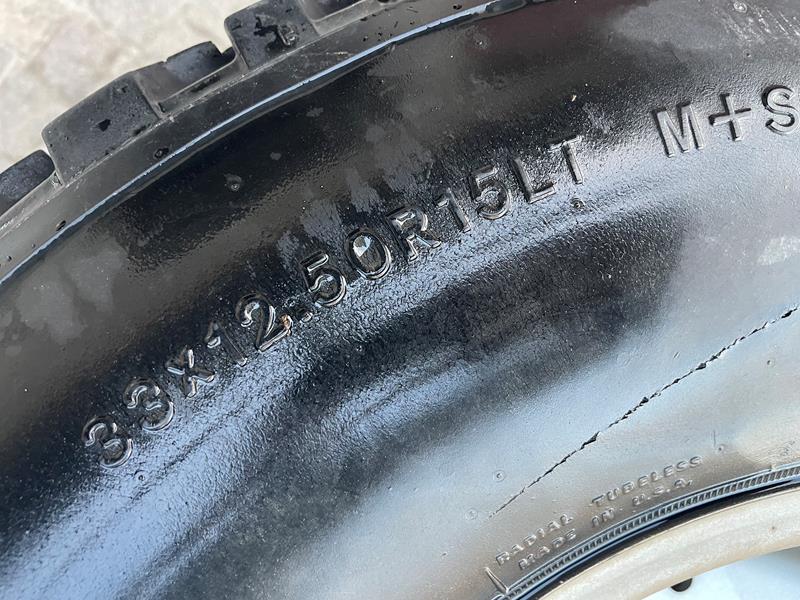 33x12.50R15LT M+S
RADIAL TUBELESS
MADE IN U.S.A.